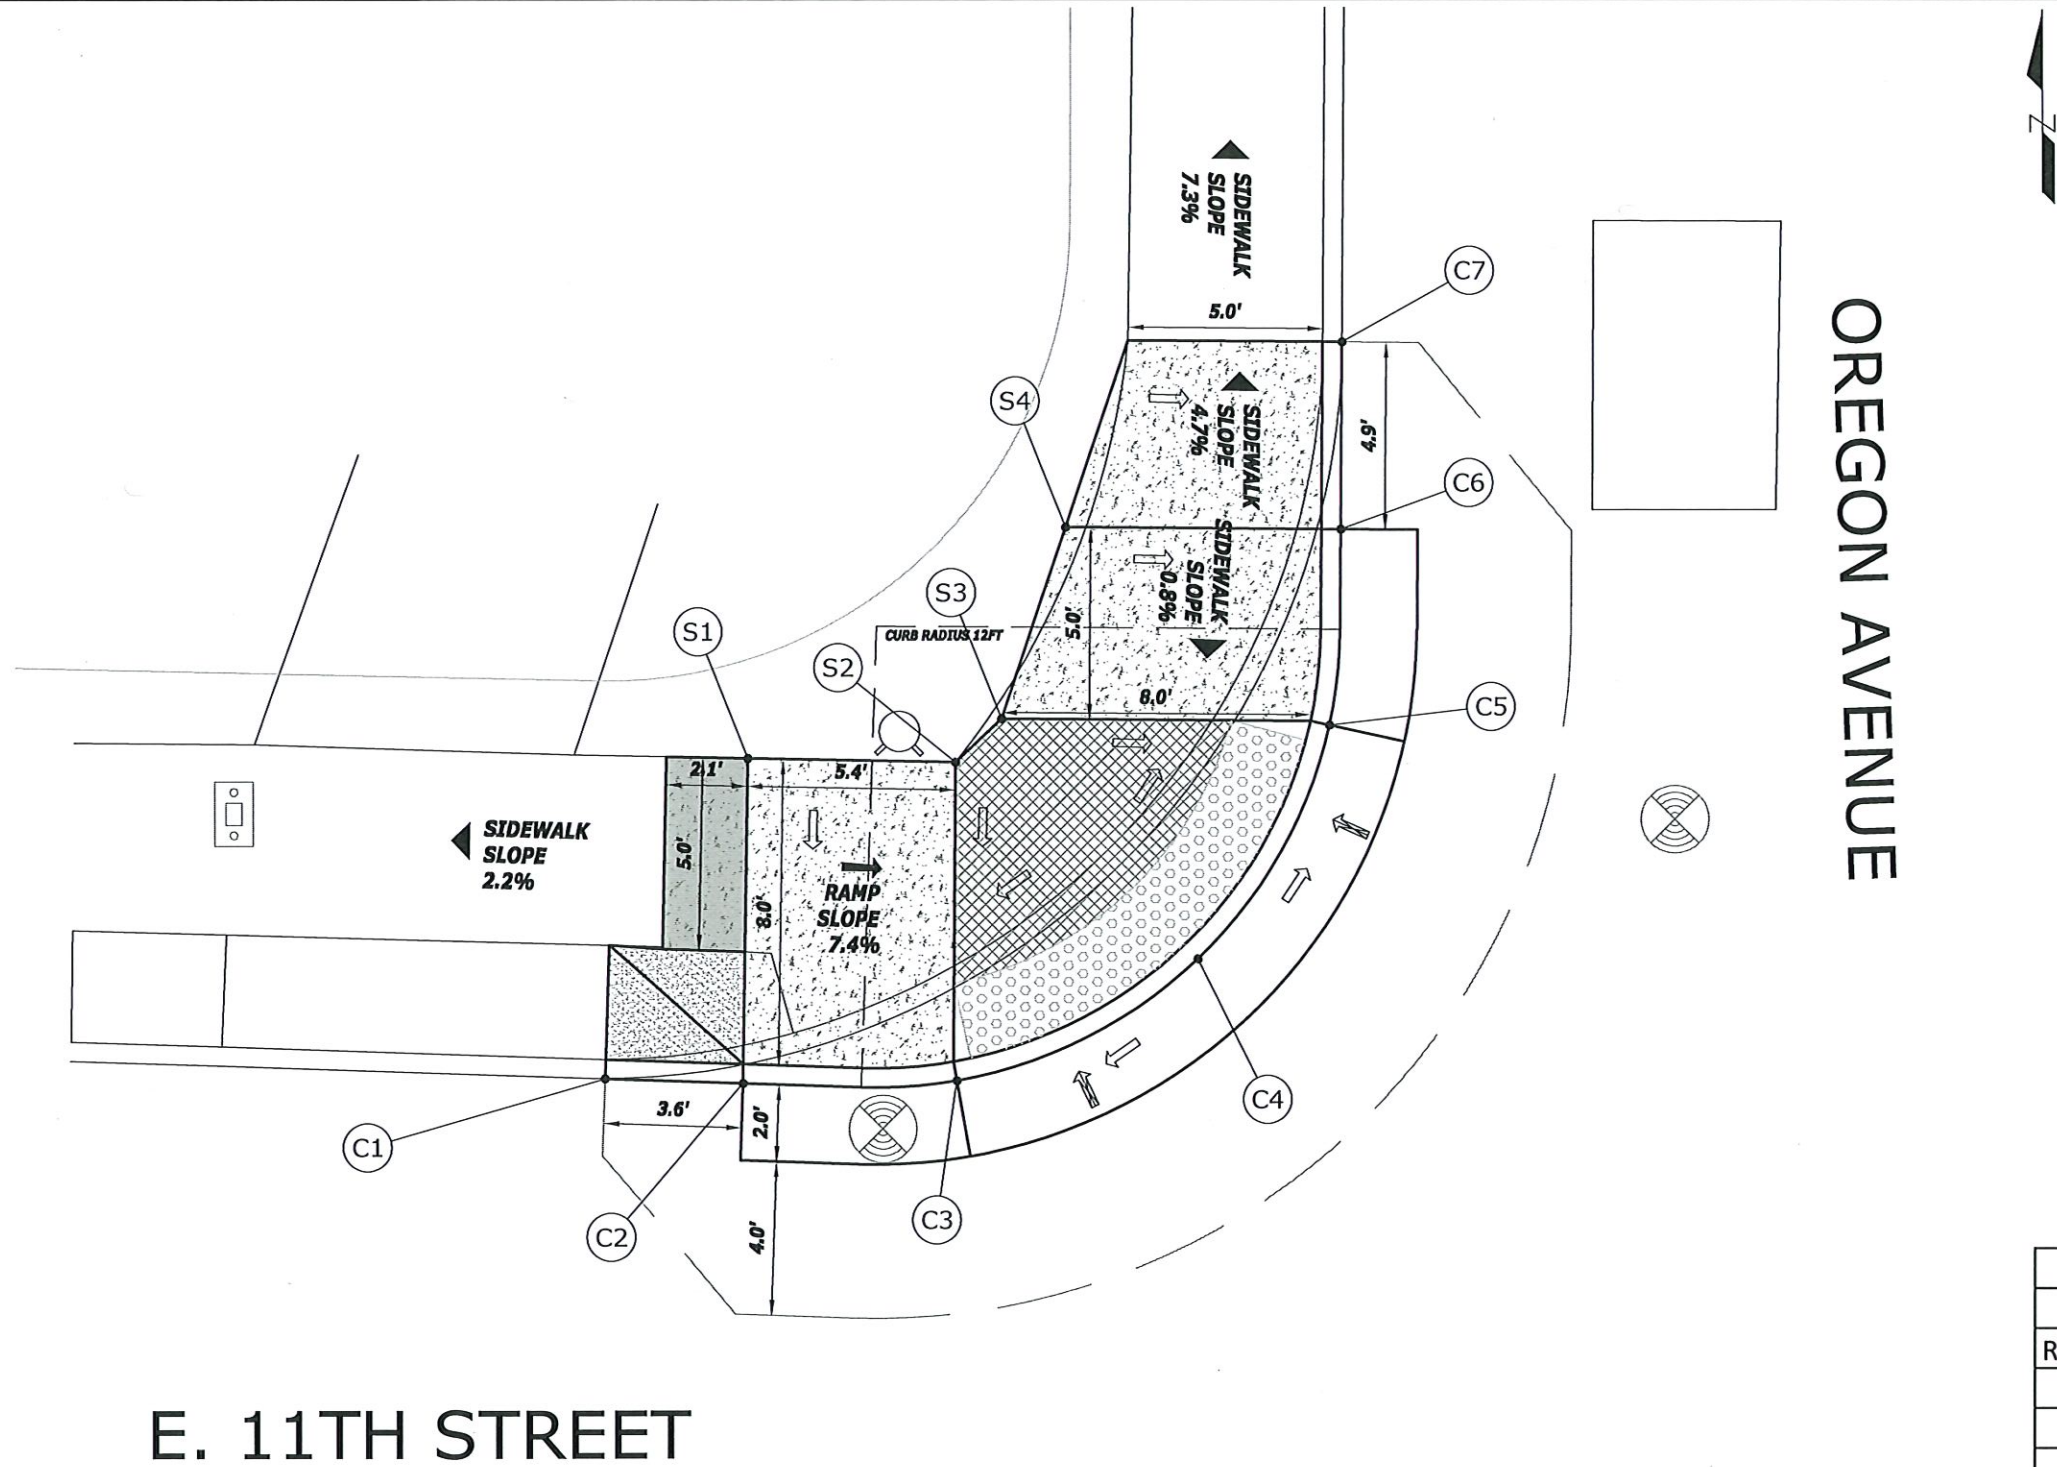 N
SIDEWALK
SLOPE
7.3%
C7
5.0'
S4
SIDEWALK
SLOPE
4.7%
4.9'
C6
OREGON AVENUE
SIDEWALK
SLOPE
0.8%
S3
S1
5.0'
CURB RADIUS 12FT
S2
8.0'
C5
2.1'
5.4'
SIDEWALK
SLOPE
2.2%
5.0'
8.0'
RAMP
SLOPE
7.4%
C4
3.6'
2.0'
C1
C3
C2
4.0'
R
E. 11TH STREET